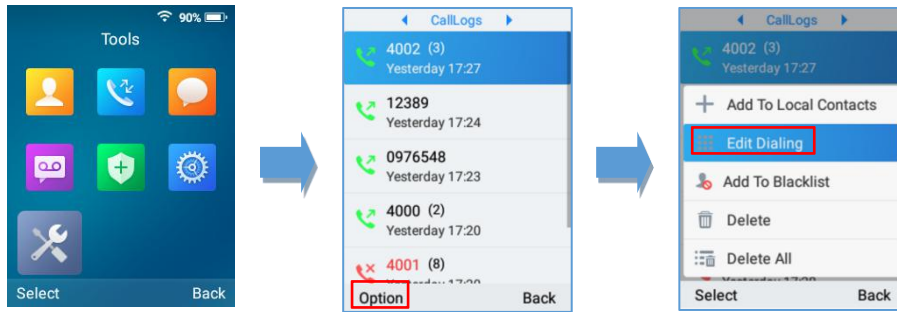 90%
Tools
Select Back
CallLogs
4002 (3)
Yesterday 17:27
12389
Yesterday 17:24
0976548
Yesterday 17:23
4000 (2)
Yesterday 17:20
4001 (8)
Option Back
CallLogs
4002 (3)
Yesterday 17:27
Add To Local Contacts
Edit Dialing
Add To Blacklist
Delete
Delete All
Select Back